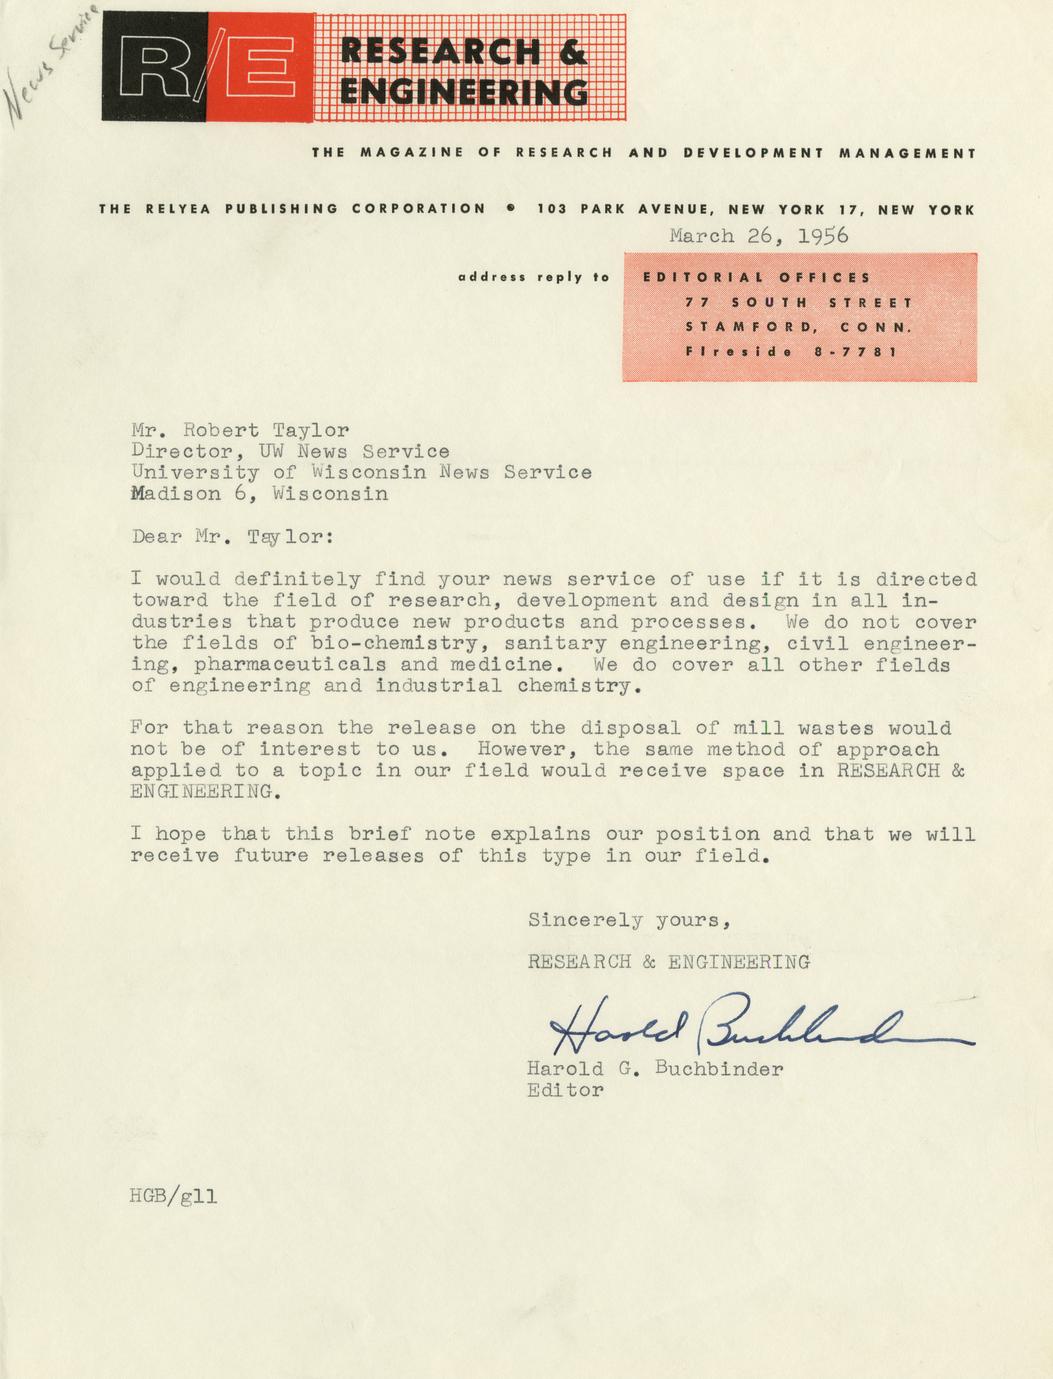 News Service
R/E RESEARCH &
ENGINEERING
THE MAGAZINE OF RESEARCH AND DEVELOPMENT MANAGEMENT
THE RELYEA PUBLISHING CORPORATION • 103 PARK AVENUE, NEW YORK 17, NEW YORK
March 26, 1956
address reply to EDITORIAL OFFICES
77 SOUTH STREET
STAMFORD, CONN.
FIreside 8-7781
Mr. Robert Taylor
Director, UW News Service
University of Wisconsin News Service
Madison 6, Wisconsin
Dear Mr. Taylor:
I would definitely find your news service of use if it is directed
toward the field of research, development and design in all in-
dustries that produce new products and processes. We do not cover
the fields of bio-chemistry, sanitary engineering, civil engineer-
ing, pharmaceuticals and medicine. We do cover all other fields
of engineering and industrial chemistry.
For that reason the release on the disposal of mill wastes would
not be of interest to us. However, the same method of approach
applied to a topic in our field would receive space in RESEARCH &
ENGINEERING.
I hope that this brief note explains our position and that we will
receive future releases of this type in our field.
Sincerely yours,
RESEARCH & ENGINEERING
Harold Buchbinder
Harold G. Buchbinder
Editor
HGB/gll